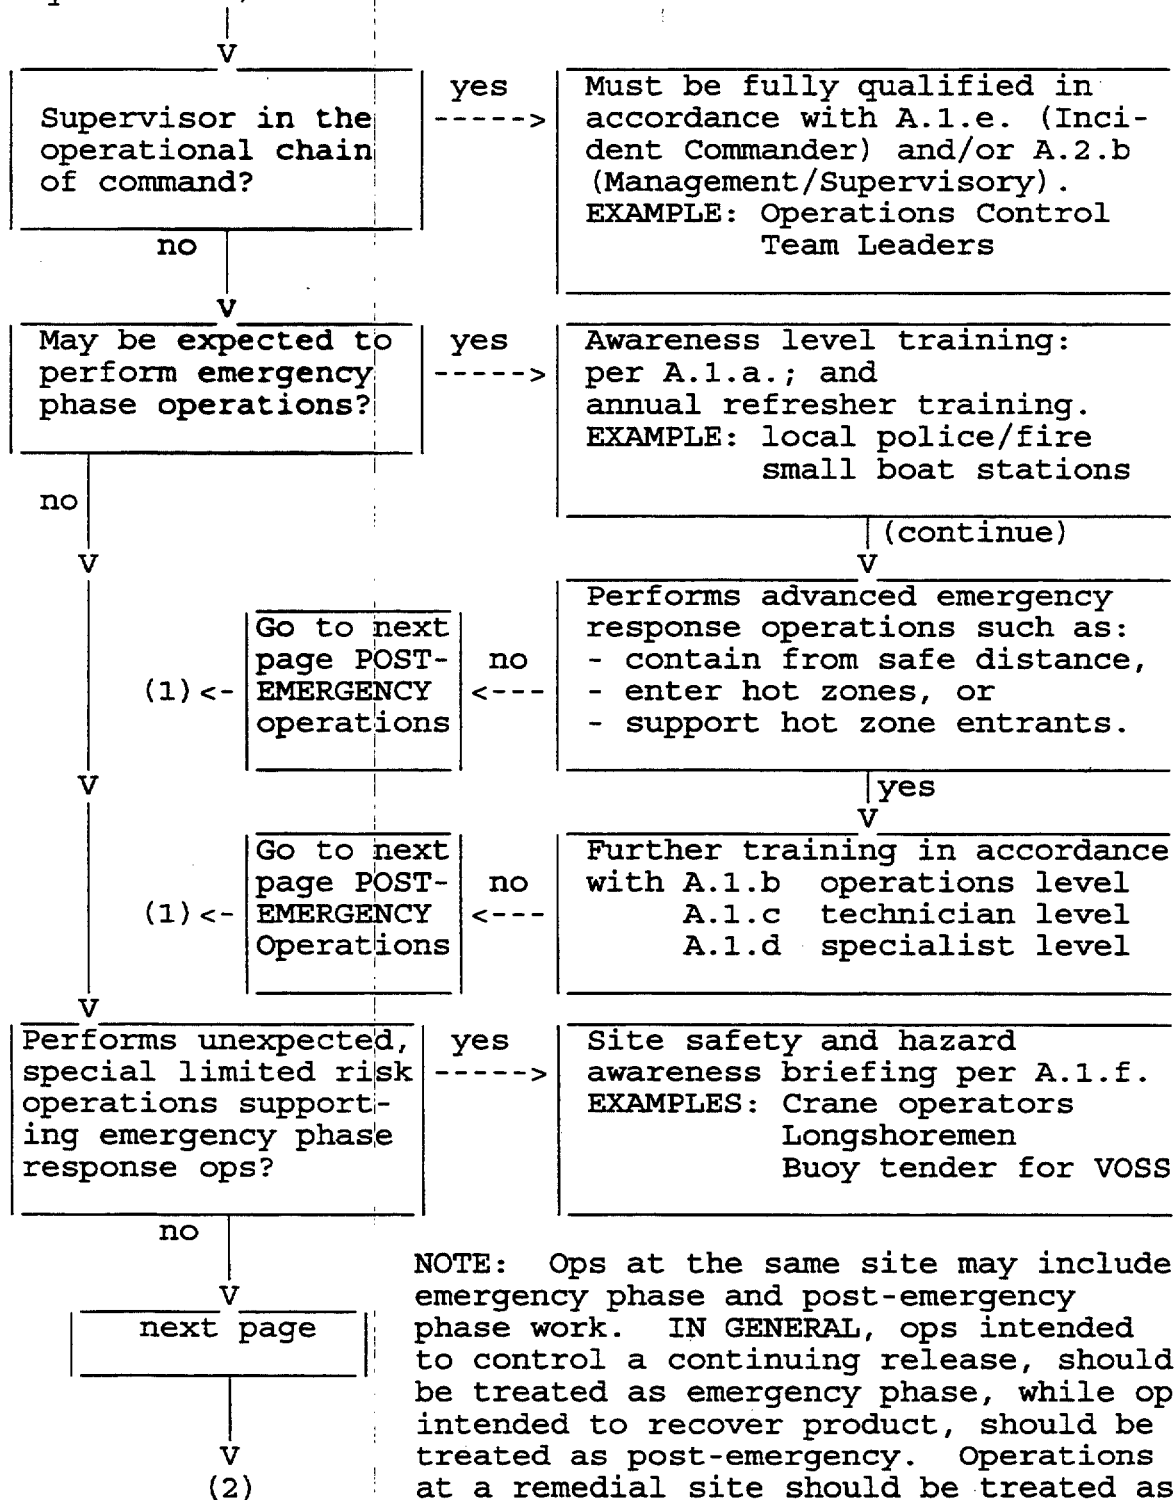 V
yes
Supervisor in the
operational chain
of command?
----->
Must be fully qualified in
accordance with A.1.e. (Inci-
dent Commander) and/or A.2.b
(Management/Supervisory).
EXAMPLE: Operations Control
Team Leaders
no
V
May be expected to
perform emergency
phase operations?
yes
----->
Awareness level training:
per A.1.a.; and
annual refresher training.
EXAMPLE: local police/fire
small boat stations
no
V
(continue)
V
Performs advanced emergency
response operations such as:
- contain from safe distance,
- enter hot zones, or
- support hot zone entrants.
no
<---
Go to next
page POST-
EMERGENCY
operations
(1) <-
V
yes
V
Further training in accordance
with A.1.b operations level
A.1.c technician level
A.1.d specialist level
no
<---
Go to next
page POST-
EMERGENCY
Operations
(1) <-
V
Performs unexpected,
special limited risk
operations support-
ing emergency phase
response ops?
yes
----->
Site safety and hazard
awareness briefing per A.1.f.
EXAMPLES: Crane operators
Longshoremen
Buoy tender for VOSS
no
V
next page
V
(2)
NOTE: Ops at the same site may include
emergency phase and post-emergency
phase work. IN GENERAL, ops intended
to control a continuing release, should
be treated as emergency phase, while op
intended to recover product, should be
treated as post-emergency. Operations
at a remedial site should be treated as